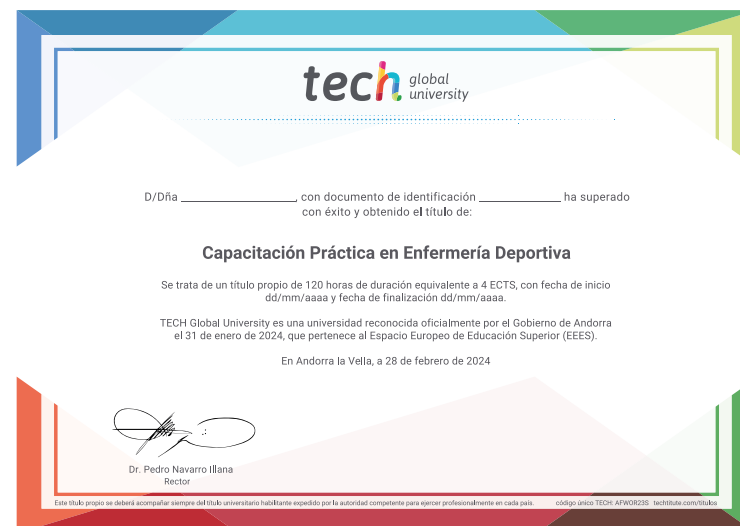 tech global university
D/Dña ______________, con documento de identificación __________ ha superado
con éxito y obtenido el título de:
Capacitación Práctica en Enfermería Deportiva
Se trata de un título propio de 120 horas de duración equivalente a 4 ECTS, con fecha de inicio
dd/mm/aaaa y fecha de finalización dd/mm/aaaa.
TECH Global University es una universidad reconocida oficialmente por el Gobierno de Andorra
el 31 de enero de 2024, que pertenece al Espacio Europeo de Educación Superior (EEES).
En Andorra la Vella, a 28 de febrero de 2024
Dr. Pedro Navarro Illana
Rector
Este título propio se deberá acompañar siempre del título universitario habilitante expedido por la autoridad competente para ejercer profesionalmente en cada país. código único TECH: AFWOR23S techtitute.com/titulos